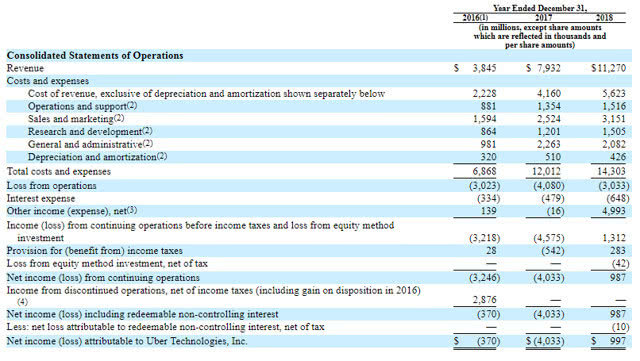 Year Ended December 31,
2016(1) 2017 2018
(in millions, except share amounts
which are reflected in thousands and
per share amounts)
Consolidated Statements of Operations
Revenue $ 3,845 $ 7,932 $11,270
Costs and expenses
Cost of revenue, exclusive of depreciation and amortization shown separately below 2,228 4,160 5,623
Operations and support(2) 881 1,354 1,516
Sales and marketing(2) 1,594 2,524 3,151
Research and development(2) 864 1,201 1,505
General and administrative(2) 981 2,263 2,082
Depreciation and amortization(2) 320 510 426
Total costs and expenses 6,868 12,012 14,303
Loss from operations (3,023) (4,080) (3,033)
Interest expense (334) (479) (648)
Other income (expense), net(3) 139 (16) 4,993
Income (loss) from continuing operations before income taxes and loss from equity method
investment (3,218) (4,575) 1,312
Provision for (benefit from) income taxes 28 (542) 283
Loss from equity method investment, net of tax — — (42)
Net income (loss) from continuing operations (3,246) (4,033) 987
Income from discontinued operations, net of income taxes (including gain on disposition in 2016)
(4) 2,876 — —
Net income (loss) including redeemable non-controlling interest (370) (4,033) 987
Less: net loss attributable to redeemable non-controlling interest, net of tax — — (10)
Net income (loss) attributable to Uber Technologies, Inc. $ (370) $ (4,033) $ 997